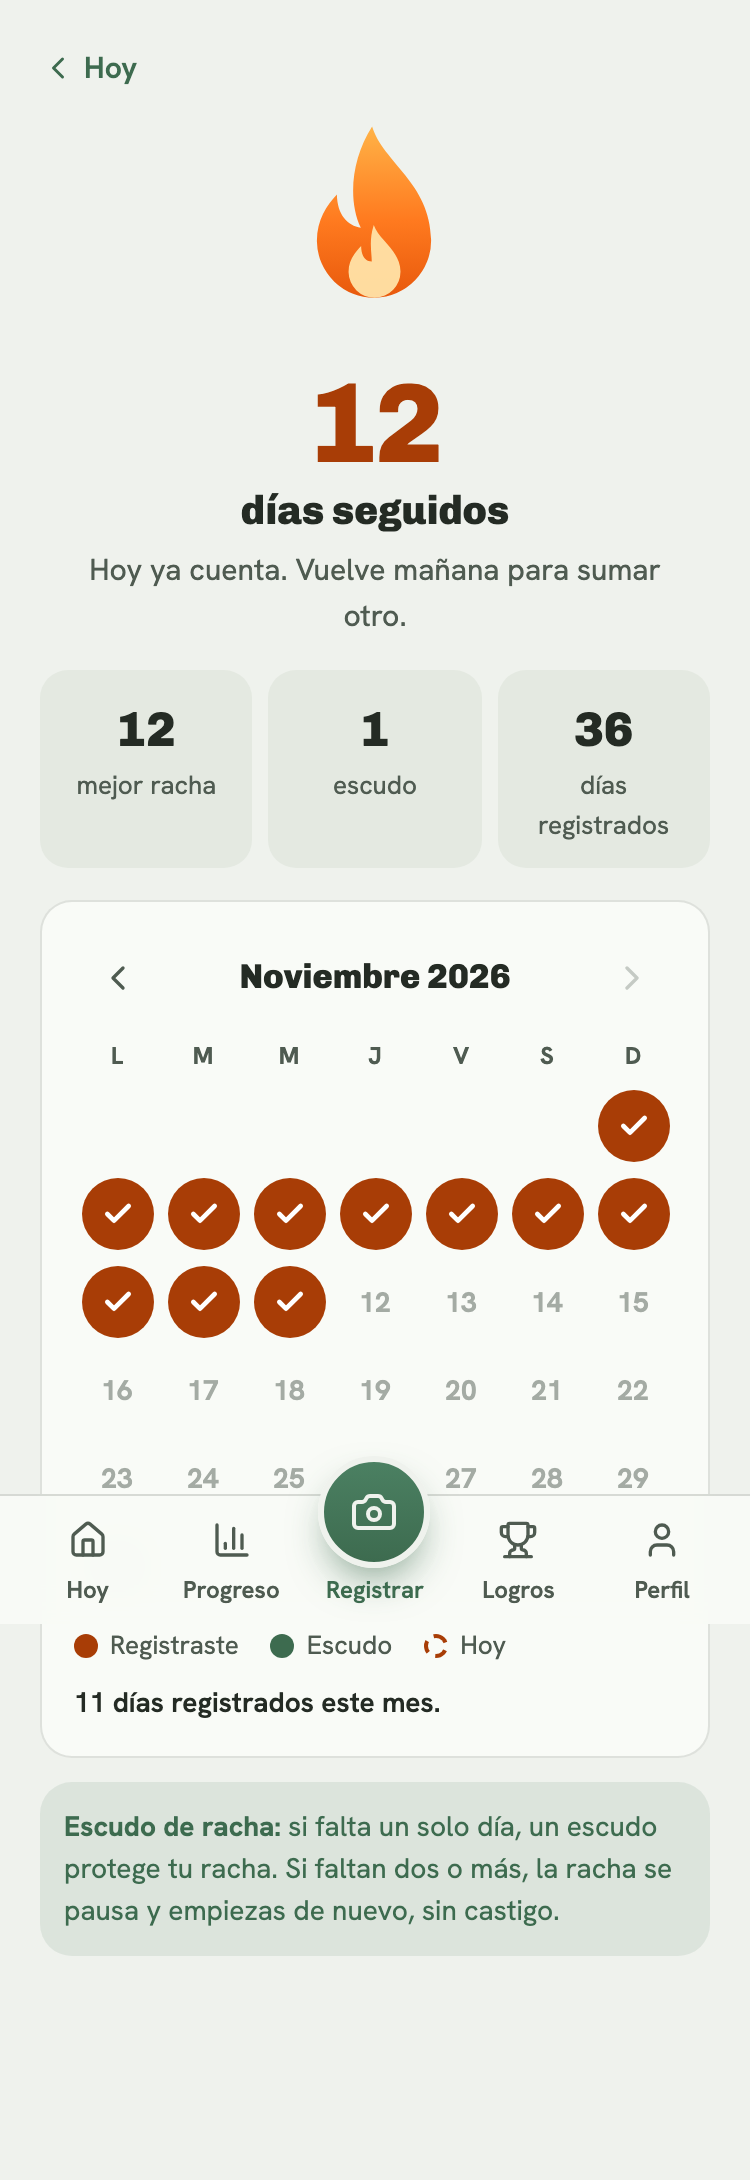 Hoy
12
días seguidos
Hoy ya cuenta. Vuelve mañana para sumar
otro.
12
mejor racha
1
escudo
36
días
registrados
Noviembre 2026
L M M J V S D
12 13 14 15
16 17 18 19 20 21 22
23 24 25 27 28 29
Hoy Progreso Registrar Logros Perfil
Registraste Escudo Hoy
11 días registrados este mes.
Escudo de racha: si falta un solo día, un escudo
protege tu racha. Si faltan dos o más, la racha se
pausa y empiezas de nuevo, sin castigo.